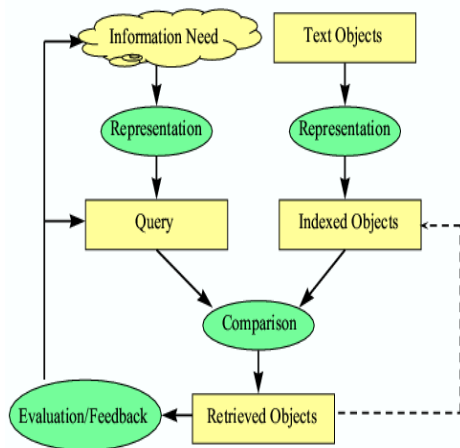 Information Need
Text Objects
Representation
Representation
Query
Indexed Objects
Comparison
Evaluation/Feedback
Retrieved Objects